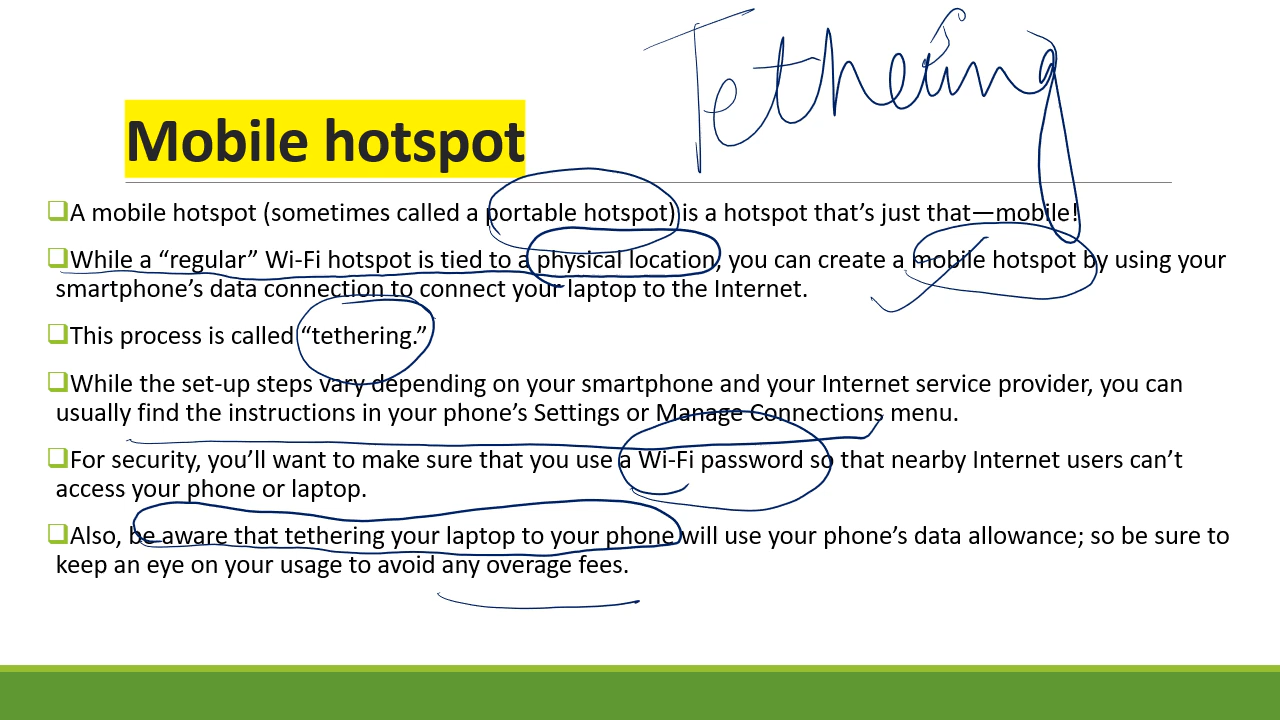 Tethering
Mobile hotspot
❑A mobile hotspot (sometimes called a portable hotspot) is a hotspot that’s just that—mobile!
❑While a “regular” Wi-Fi hotspot is tied to a physical location, you can create a mobile hotspot by using your
smartphone’s data connection to connect your laptop to the Internet.
❑This process is called “tethering.”
❑While the set-up steps vary depending on your smartphone and your Internet service provider, you can
usually find the instructions in your phone’s Settings or Manage Connections menu.
❑For security, you’ll want to make sure that you use a Wi-Fi password so that nearby Internet users can’t
access your phone or laptop.
❑Also, be aware that tethering your laptop to your phone will use your phone’s data allowance; so be sure to
keep an eye on your usage to avoid any overage fees.